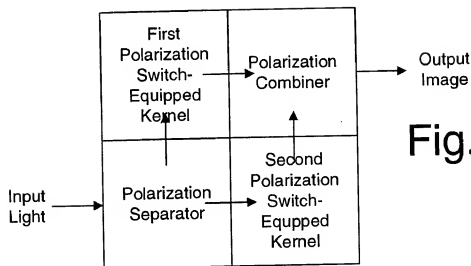 First
Polarization
Switch-
Equipped
Kernel
Polarization
Combiner
Output
Image
Fig.
Input
Light
Polarization
Separator
Second
Polarization
Switch-
Equpped
Kernel